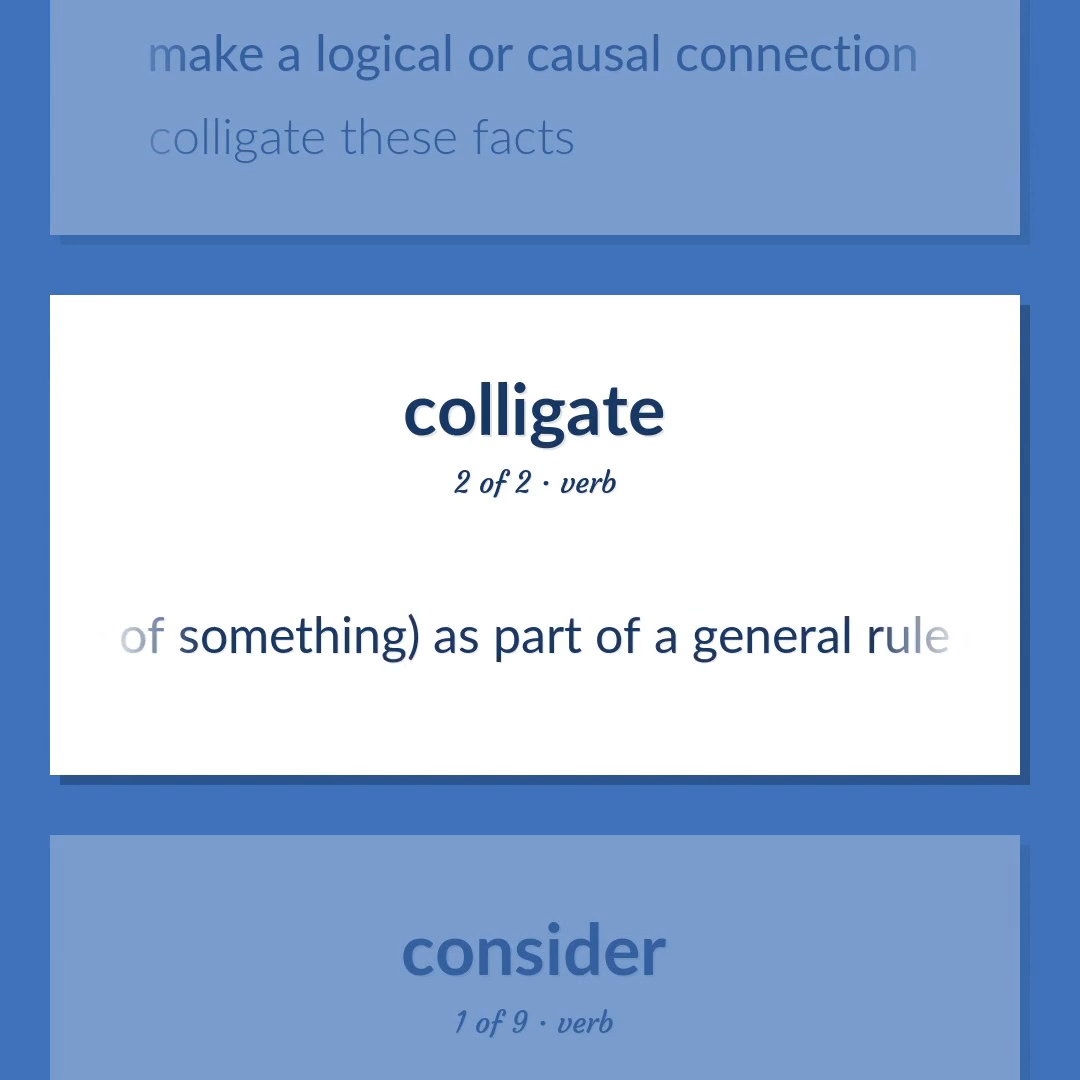 make a logical or causal connection
colligate these facts
colligate
2 of 2 · verb
of something) as part of a general rule
consider
1 of 9 · verb